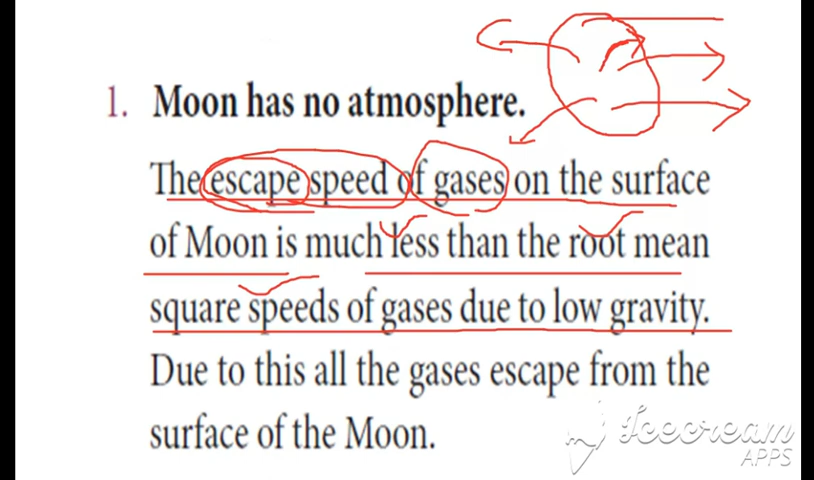 1. Moon has no atmosphere.
The escape speed of gases on the surface
of Moon is much less than the root mean
square speeds of gases due to low gravity.
Due to this all the gases escape from the
surface of the Moon.
Icecream
APPS